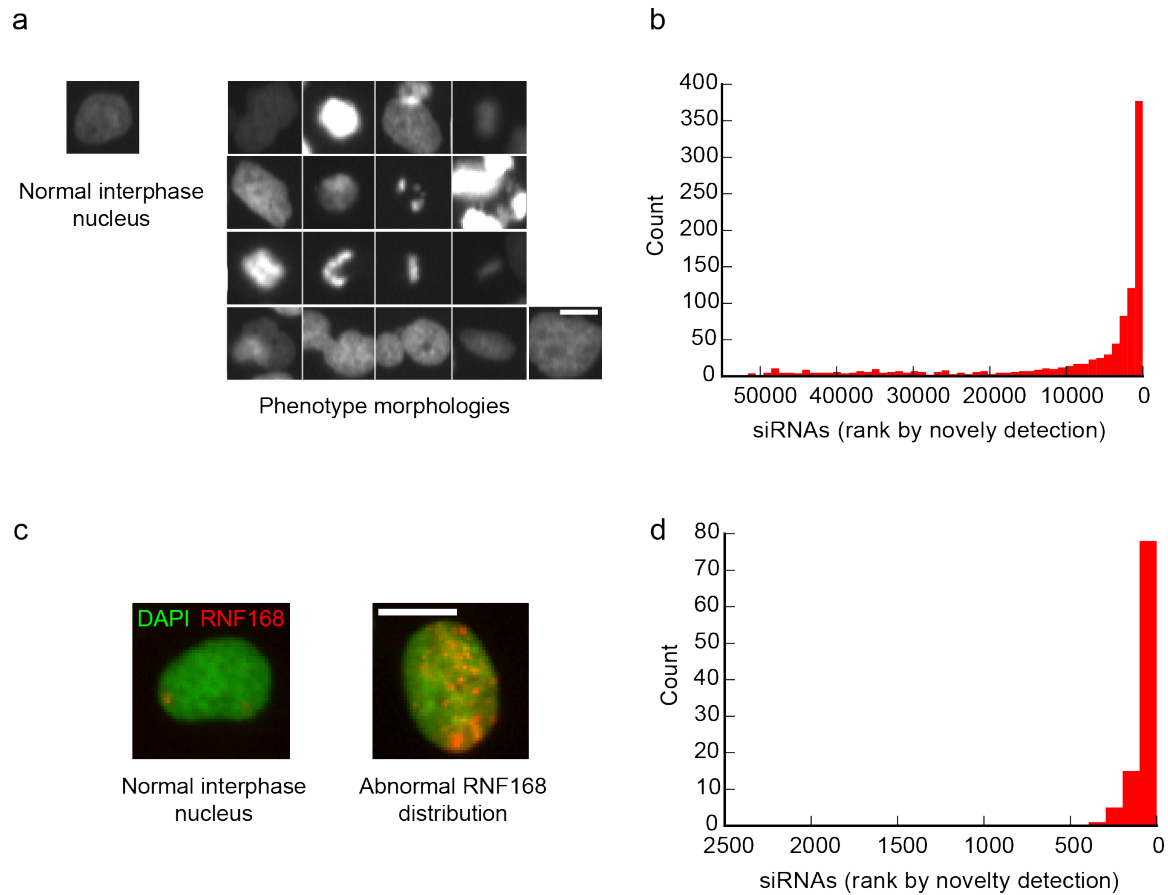 a
Normal interphase
nucleus
Phenotype morphologies
b
400
350
300
250
200
150
100
50
0
Count
50000 40000 30000 20000 10000 0
siRNAs (rank by novely detection)
c
DAPI RNF168
Normal interphase
nucleus
Abnormal RNF168
distribution
d
80
70
60
50
40
30
20
10
0
Count
2500 2000 1500 1000 500 0
siRNAs (rank by novelty detection)